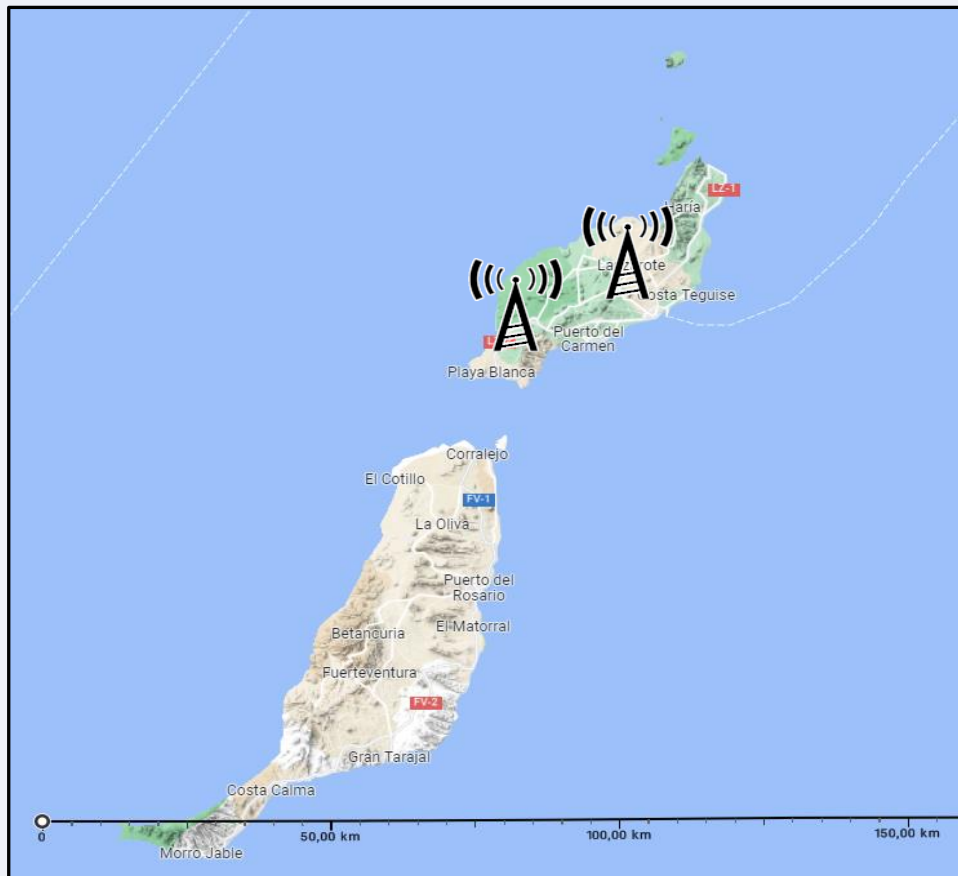 LZ-1
Haría
Lanzarote
Costa Teguise
Puerto del
Carmen
Playa Blanca
Corralejo
El Cotillo
FV-1
La Oliva
Puerto del
Rosario
El Matorral
Betancuria
Fuerteventura
FV-2
Gran Tarajal
Costa Calma
0
50,00 km
100,00 km
150,00 km
Morro Jable